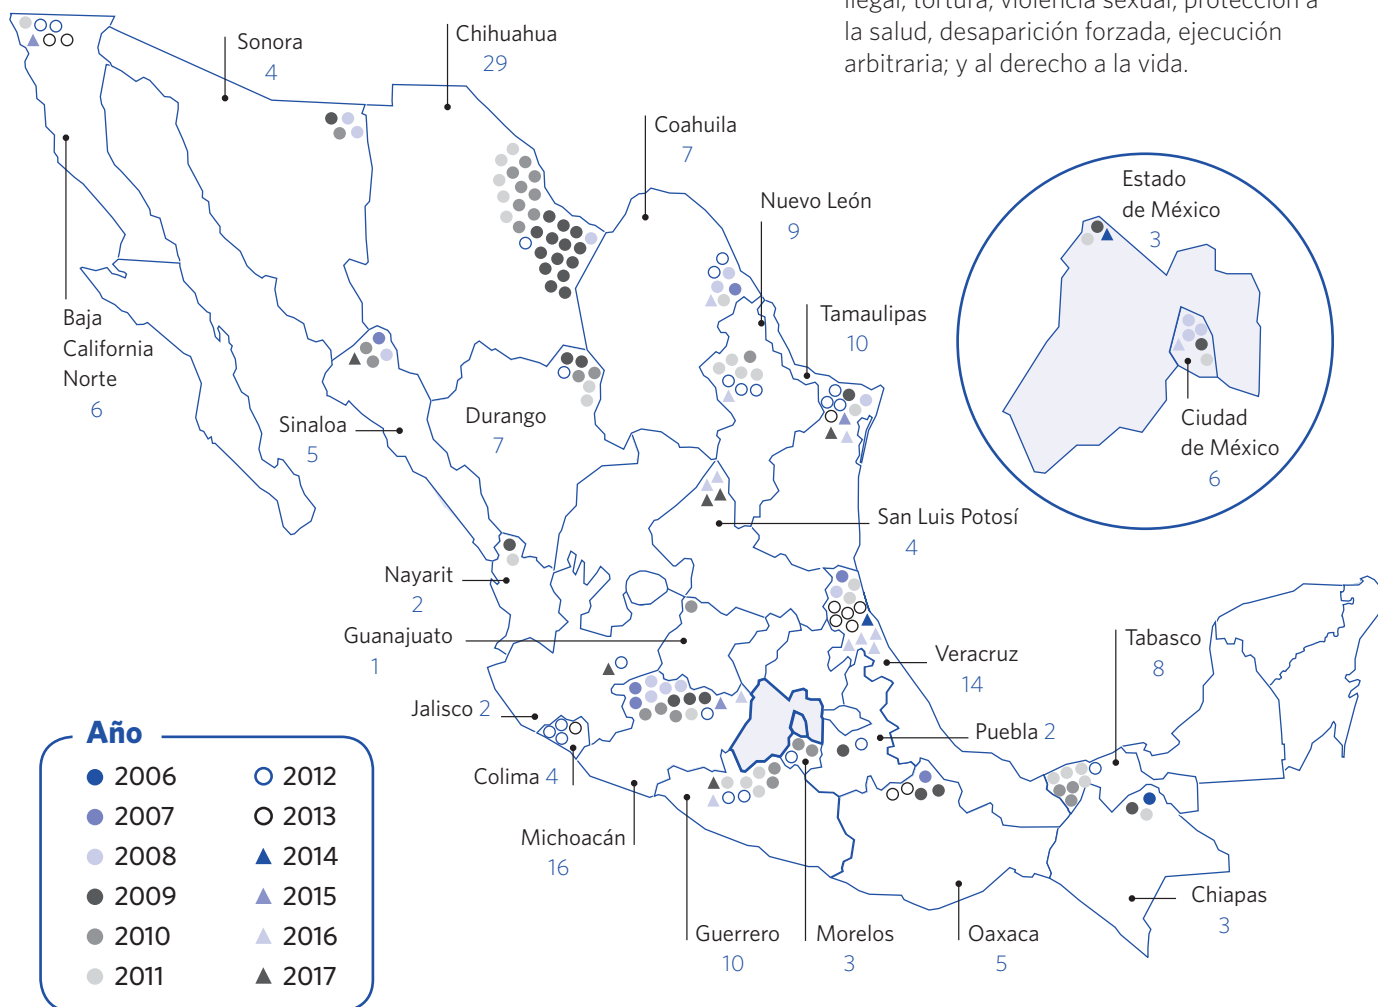 ilegal, tortura, violencia sexual, protección a
la salud, desaparición forzada, ejecución
arbitraria; y al derecho a la vida.
Sonora
4
Chihuahua
29
Coahuila
7
Nuevo León
9
Tamaulipas
10
Estado
de México
3
Ciudad
de México
6
Baja
California
Norte
6
Sinaloa
5
Durango
7
San Luis Potosí
4
Nayarit
2
Guanajuato
1
Jalisco 2
Colima 4
Michoacán
16
Veracruz
14
Puebla 2
Tabasco
8
Chiapas
3
Guerrero
10
Morelos
3
Oaxaca
5
Año
2006
2007
2008
2009
2010
2011
2012
2013
2014
2015
2016
2017